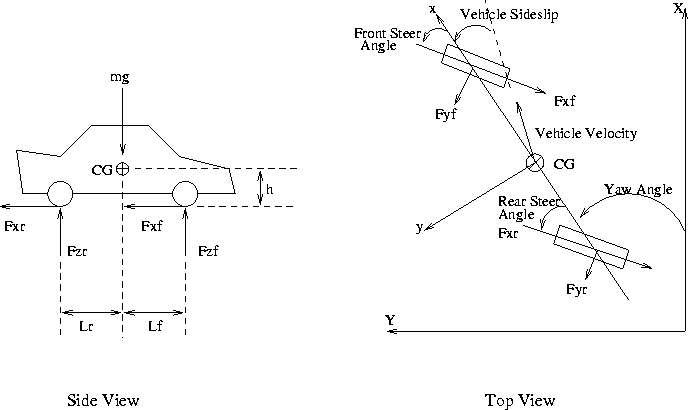 mg
CG
h
Fxr
Fxf
Fzr
Fzf
Lr
Lf
Side View
X
x
Vehicle Sideslip
Front Steer
Angle
Fxf
Fyf
Vehicle Velocity
CG
Rear Steer
Angle
Yaw Angle
y
Fxr
Fyr
Y
Top View